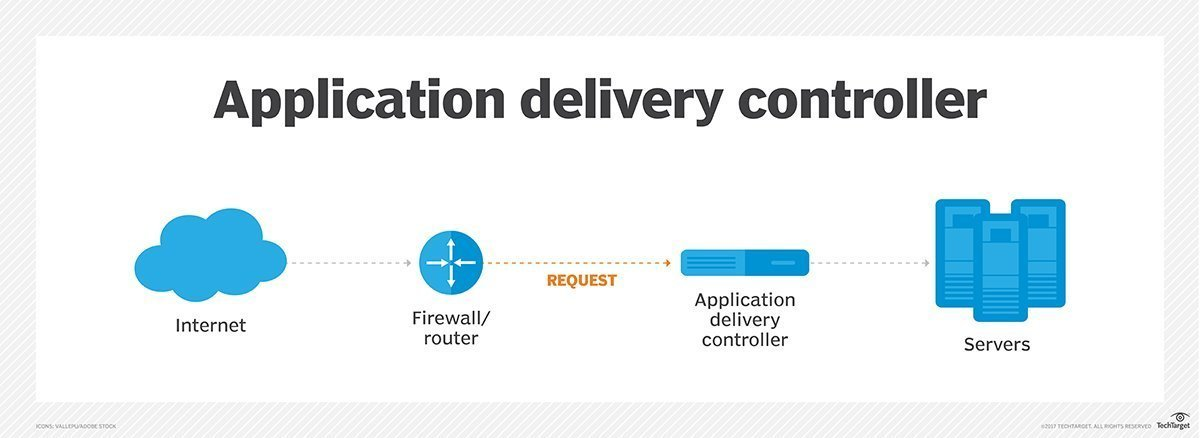 Application delivery controller
Internet
Firewall/
router
REQUEST
Application
delivery
controller
Servers
ICONS: VALLEPU/ADOBE STOCK
©2017 TECHTARGET. ALL RIGHTS RESERVED
TechTarget